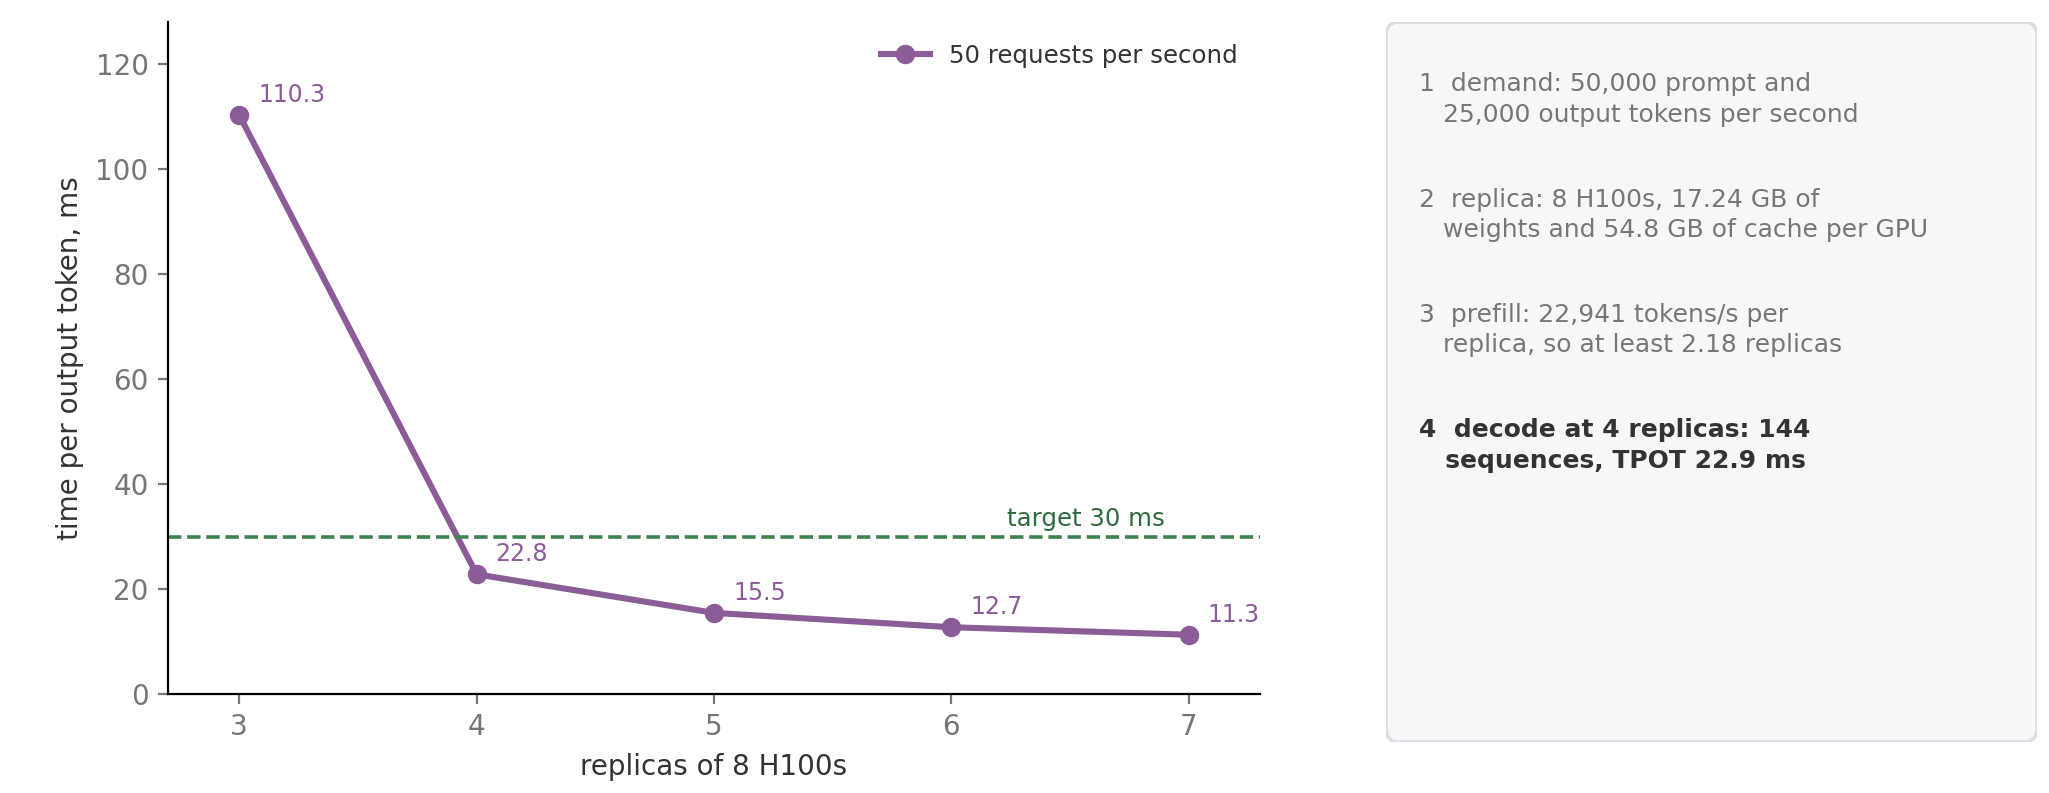 time per output token, ms
120
100
80
60
40
20
0
50 requests per second
110.3
22.8
15.5
12.7
11.3
target 30 ms
3
4
5
6
7
replicas of 8 H100s
1 demand: 50,000 prompt and
25,000 output tokens per second
2 replica: 8 H100s, 17.24 GB of
weights and 54.8 GB of cache per GPU
3 prefill: 22,941 tokens/s per
replica, so at least 2.18 replicas
4 decode at 4 replicas: 144
sequences, TPOT 22.9 ms